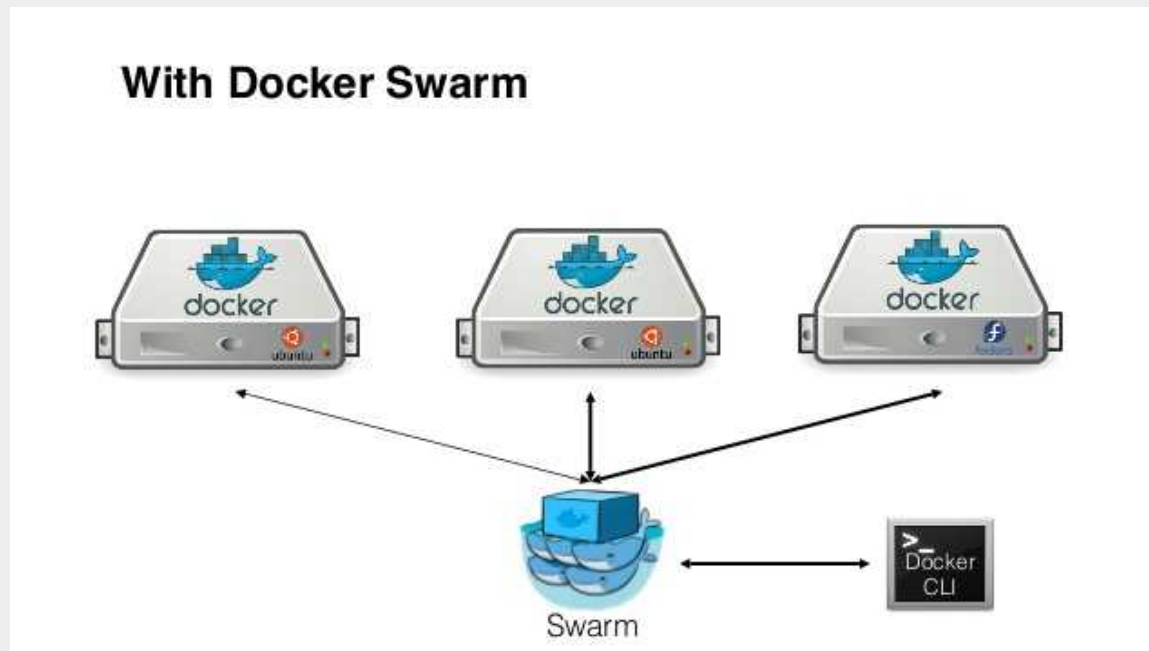 With Docker Swarm
docker
docker
docker
ubuntu
ubuntu
fedora
>_
Docker
CLI
Swarm